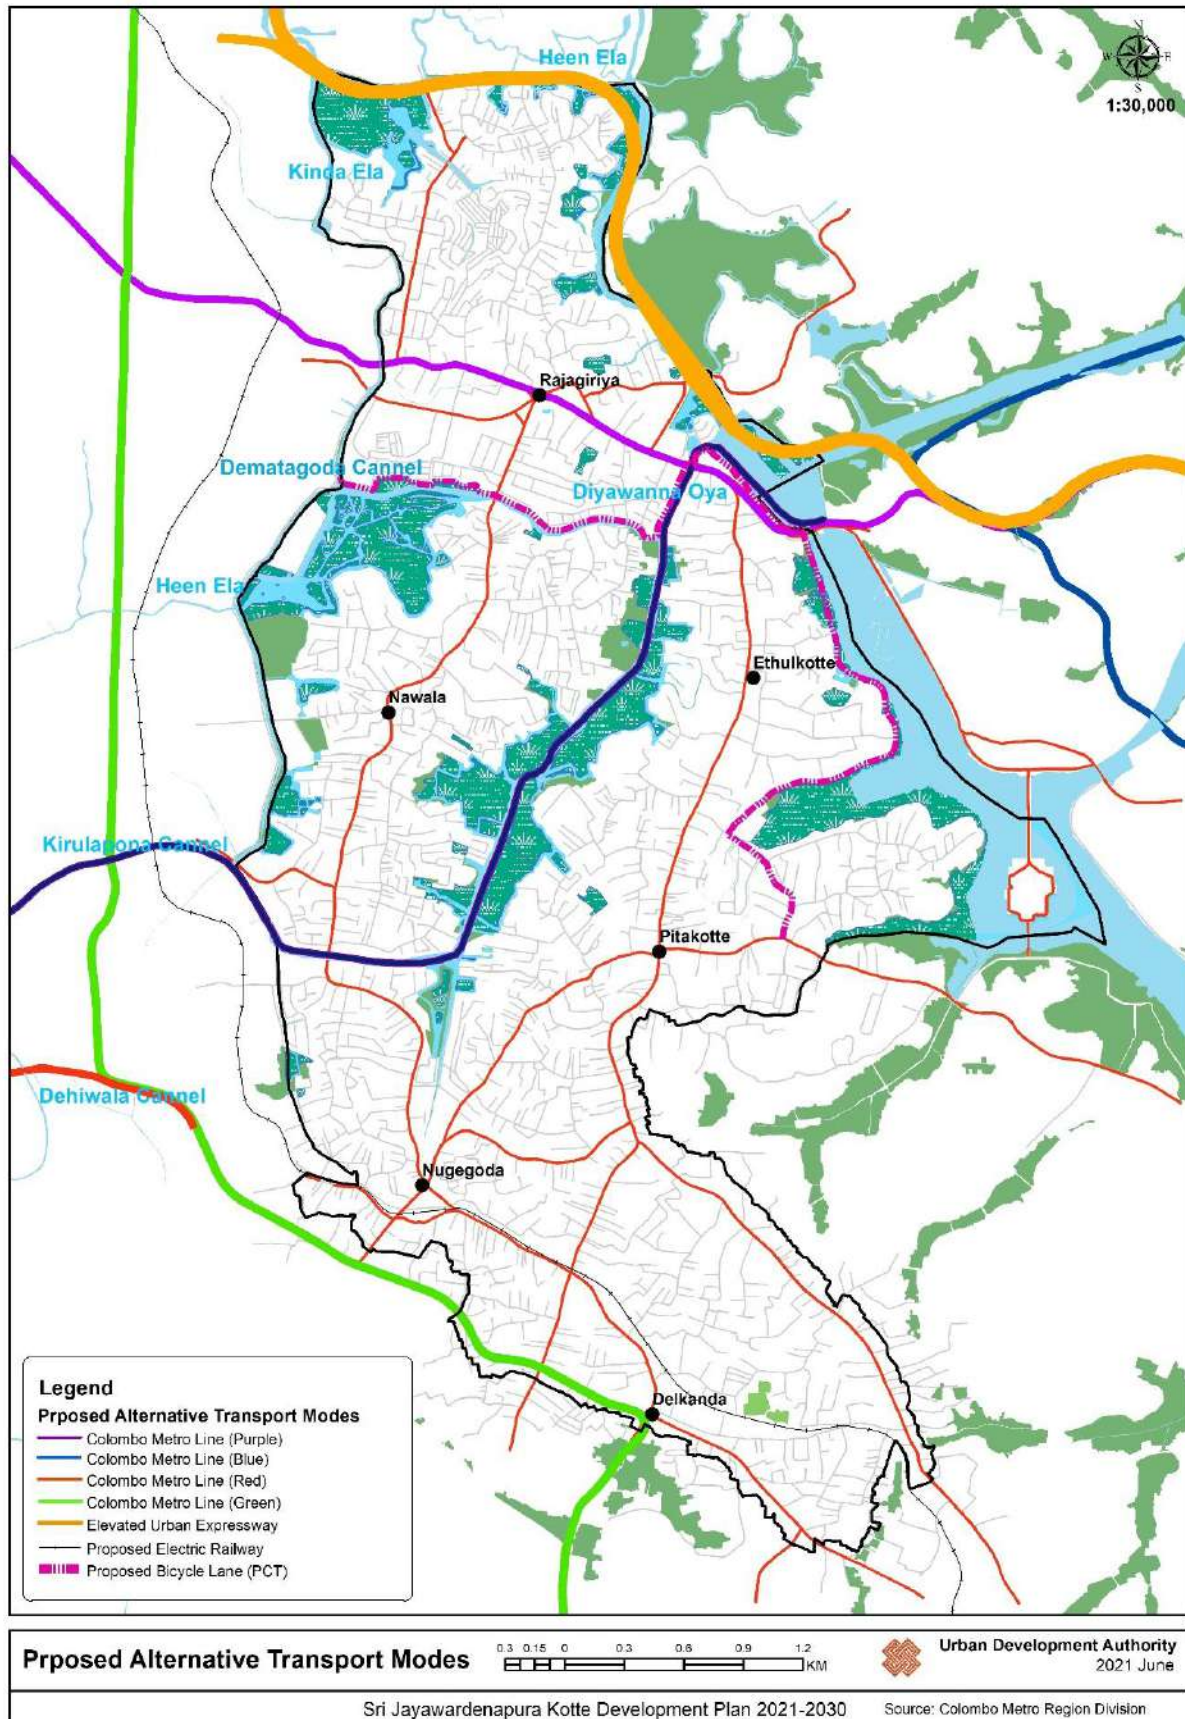 Heen Ela
N
W E
S
1:30,000
Kinda Ela
Rajagiriya
Dematagoda Cannel
Diyawanna Oya
Heen Ela
Ethulkotte
Nawala
Kirulapona Cannel
Pitakotte
Dehiwala Cannel
Nugegoda
Delkanda
Legend
Prposed Alternative Transport Modes
Colombo Metro Line (Purple)
Colombo Metro Line (Blue)
Colombo Metro Line (Red)
Colombo Metro Line (Green)
Elevated Urban Expressway
Proposed Electric Railway
Proposed Bicycle Lane (PCT)
Prposed Alternative Transport Modes
0.3 0.15 0 0.3 0.6 0.9 1.2
KM
Urban Development Authority
2021 June
Sri Jayawardenapura Kotte Development Plan 2021-2030
Source: Colombo Metro Region Division